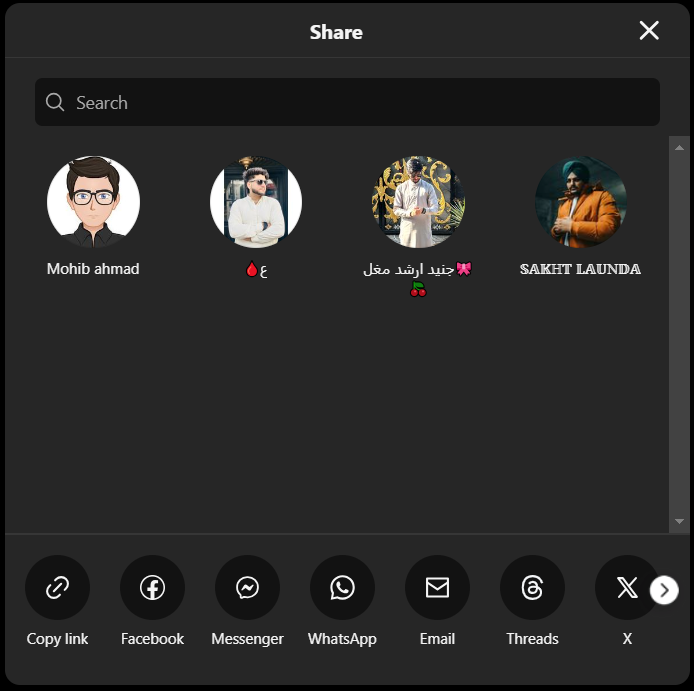 Share
Search
Mohib ahmad
ع🩸
جنید ارشد مغل🎀
🍒
𝕊𝔸𝕂ℍ𝕋 𝕃𝔸𝕌ℕ𝔻𝔸
Copy link
Facebook
Messenger
WhatsApp
Email
Threads
X